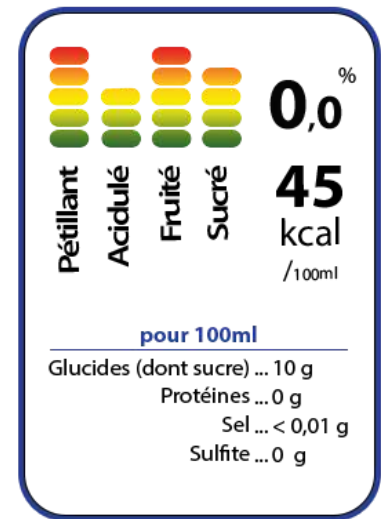 Pétillant
Acidulé
Fruité
Sucré
0,0 %
45
kcal
/100ml
pour 100ml
Glucides (dont sucre) ... 10 g
Protéines ... 0 g
Sel ... < 0,01 g
Sulfite ... 0 g